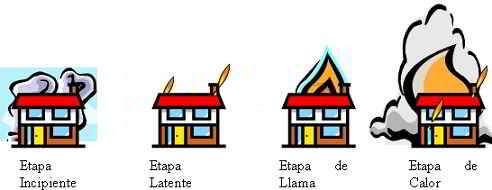 Etapa
Incipiente
Etapa
Latente
Etapa de
Llama
Etapa de
Calor